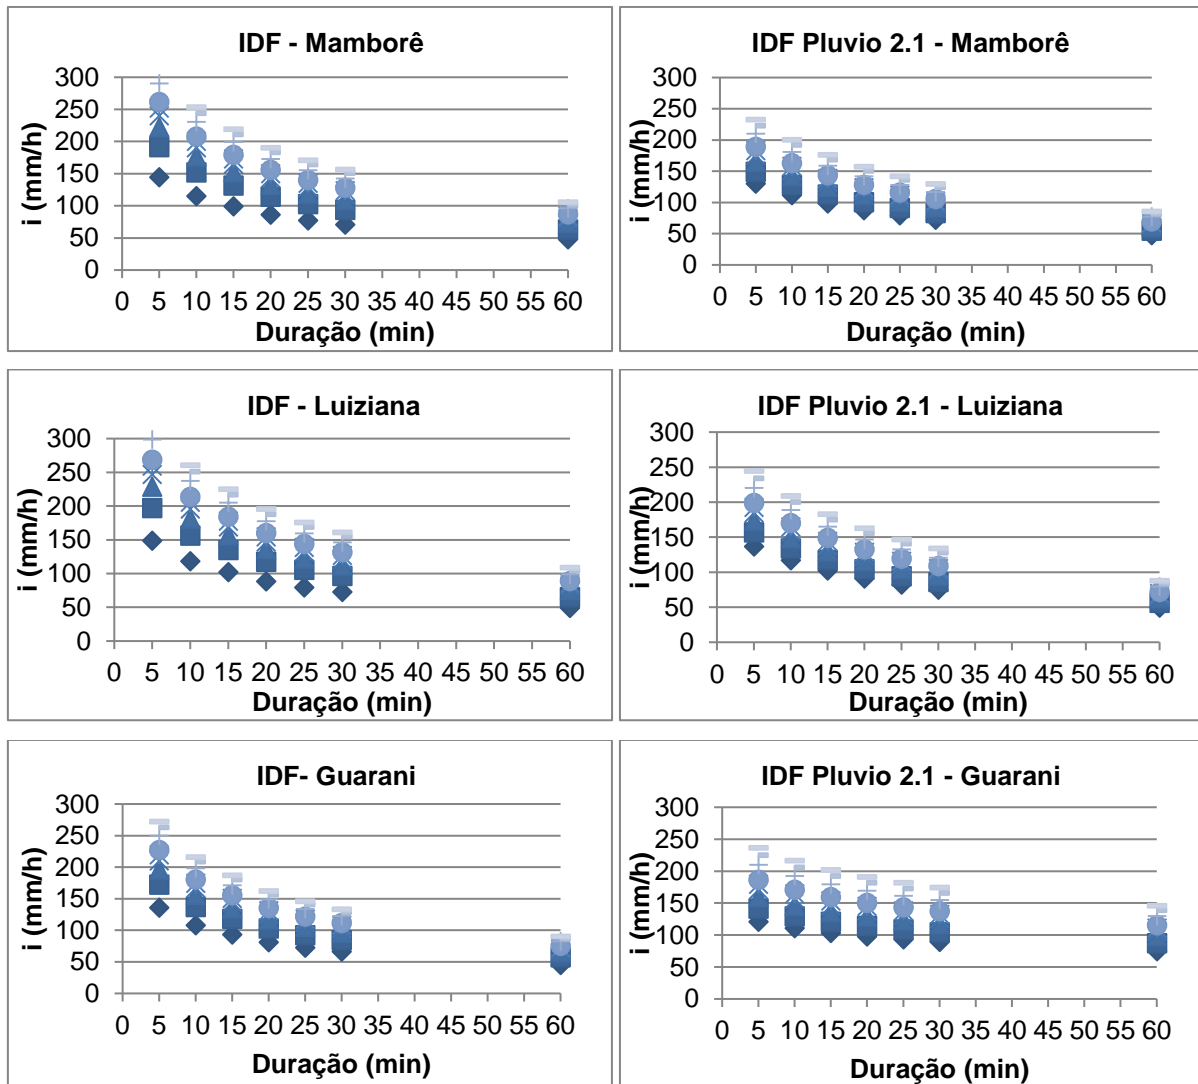 IDF - Mamborê
i (mm/h)
300
250
200
150
100
50
0
0 5 10 15 20 25 30 35 40 45 50 55 60
Duração (min)
IDF Pluvio 2.1 - Mamborê
i (mm/h)
300
250
200
150
100
50
0
0 5 10 15 20 25 30 35 40 45 50 55 60
Duração (min)
IDF - Luiziana
i (mm/h)
300
250
200
150
100
50
0
0 5 10 15 20 25 30 35 40 45 50 55 60
Duração (min)
IDF Pluvio 2.1 - Luiziana
i (mm/h)
300
250
200
150
100
50
0
0 5 10 15 20 25 30 35 40 45 50 55 60
Duração (min)
IDF- Guarani
i (mm/h)
300
250
200
150
100
50
0
0 5 10 15 20 25 30 35 40 45 50 55 60
Duração (min)
IDF Pluvio 2.1 - Guarani
i (mm/h)
300
250
200
150
100
50
0
0 5 10 15 20 25 30 35 40 45 50 55 60
Duração (min)